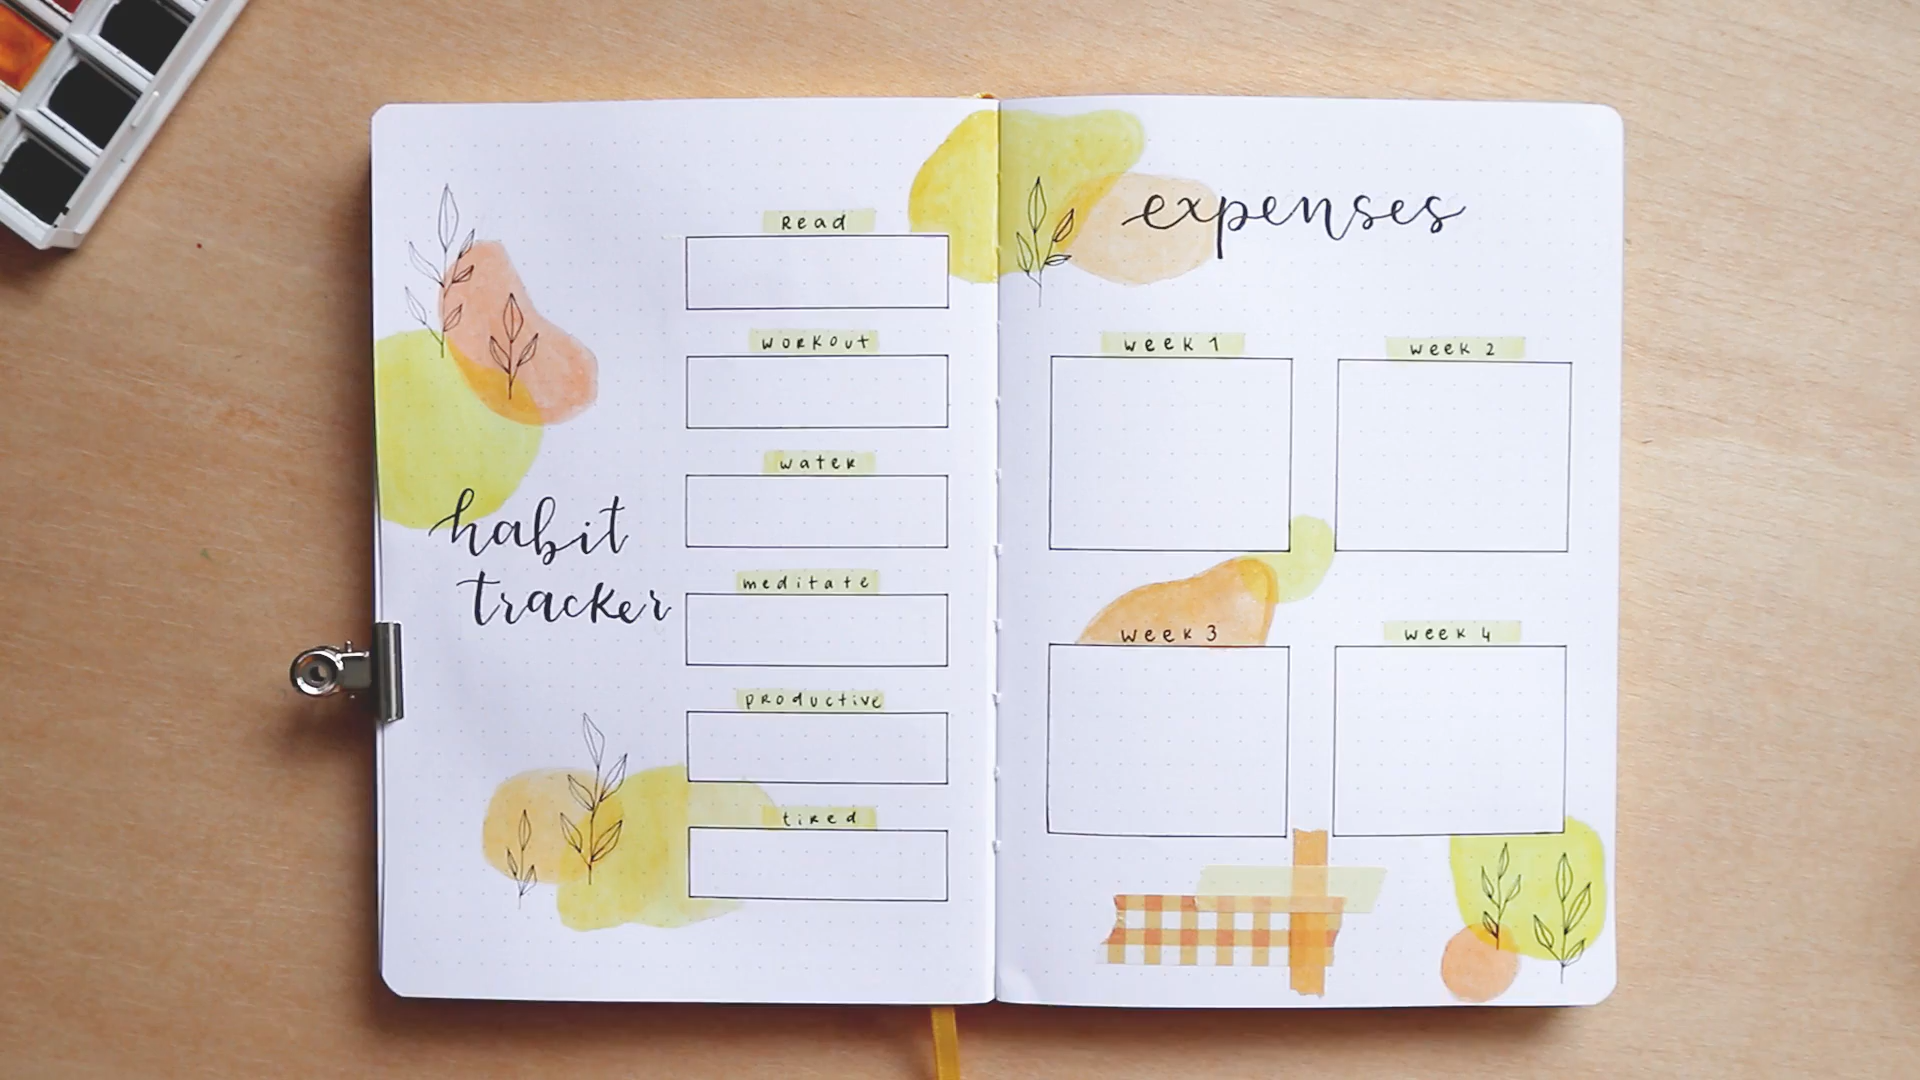 habit
tracker
Read
workout
water
meditate
productive
tired
expenses
week 1
week 2
week 3
week 4